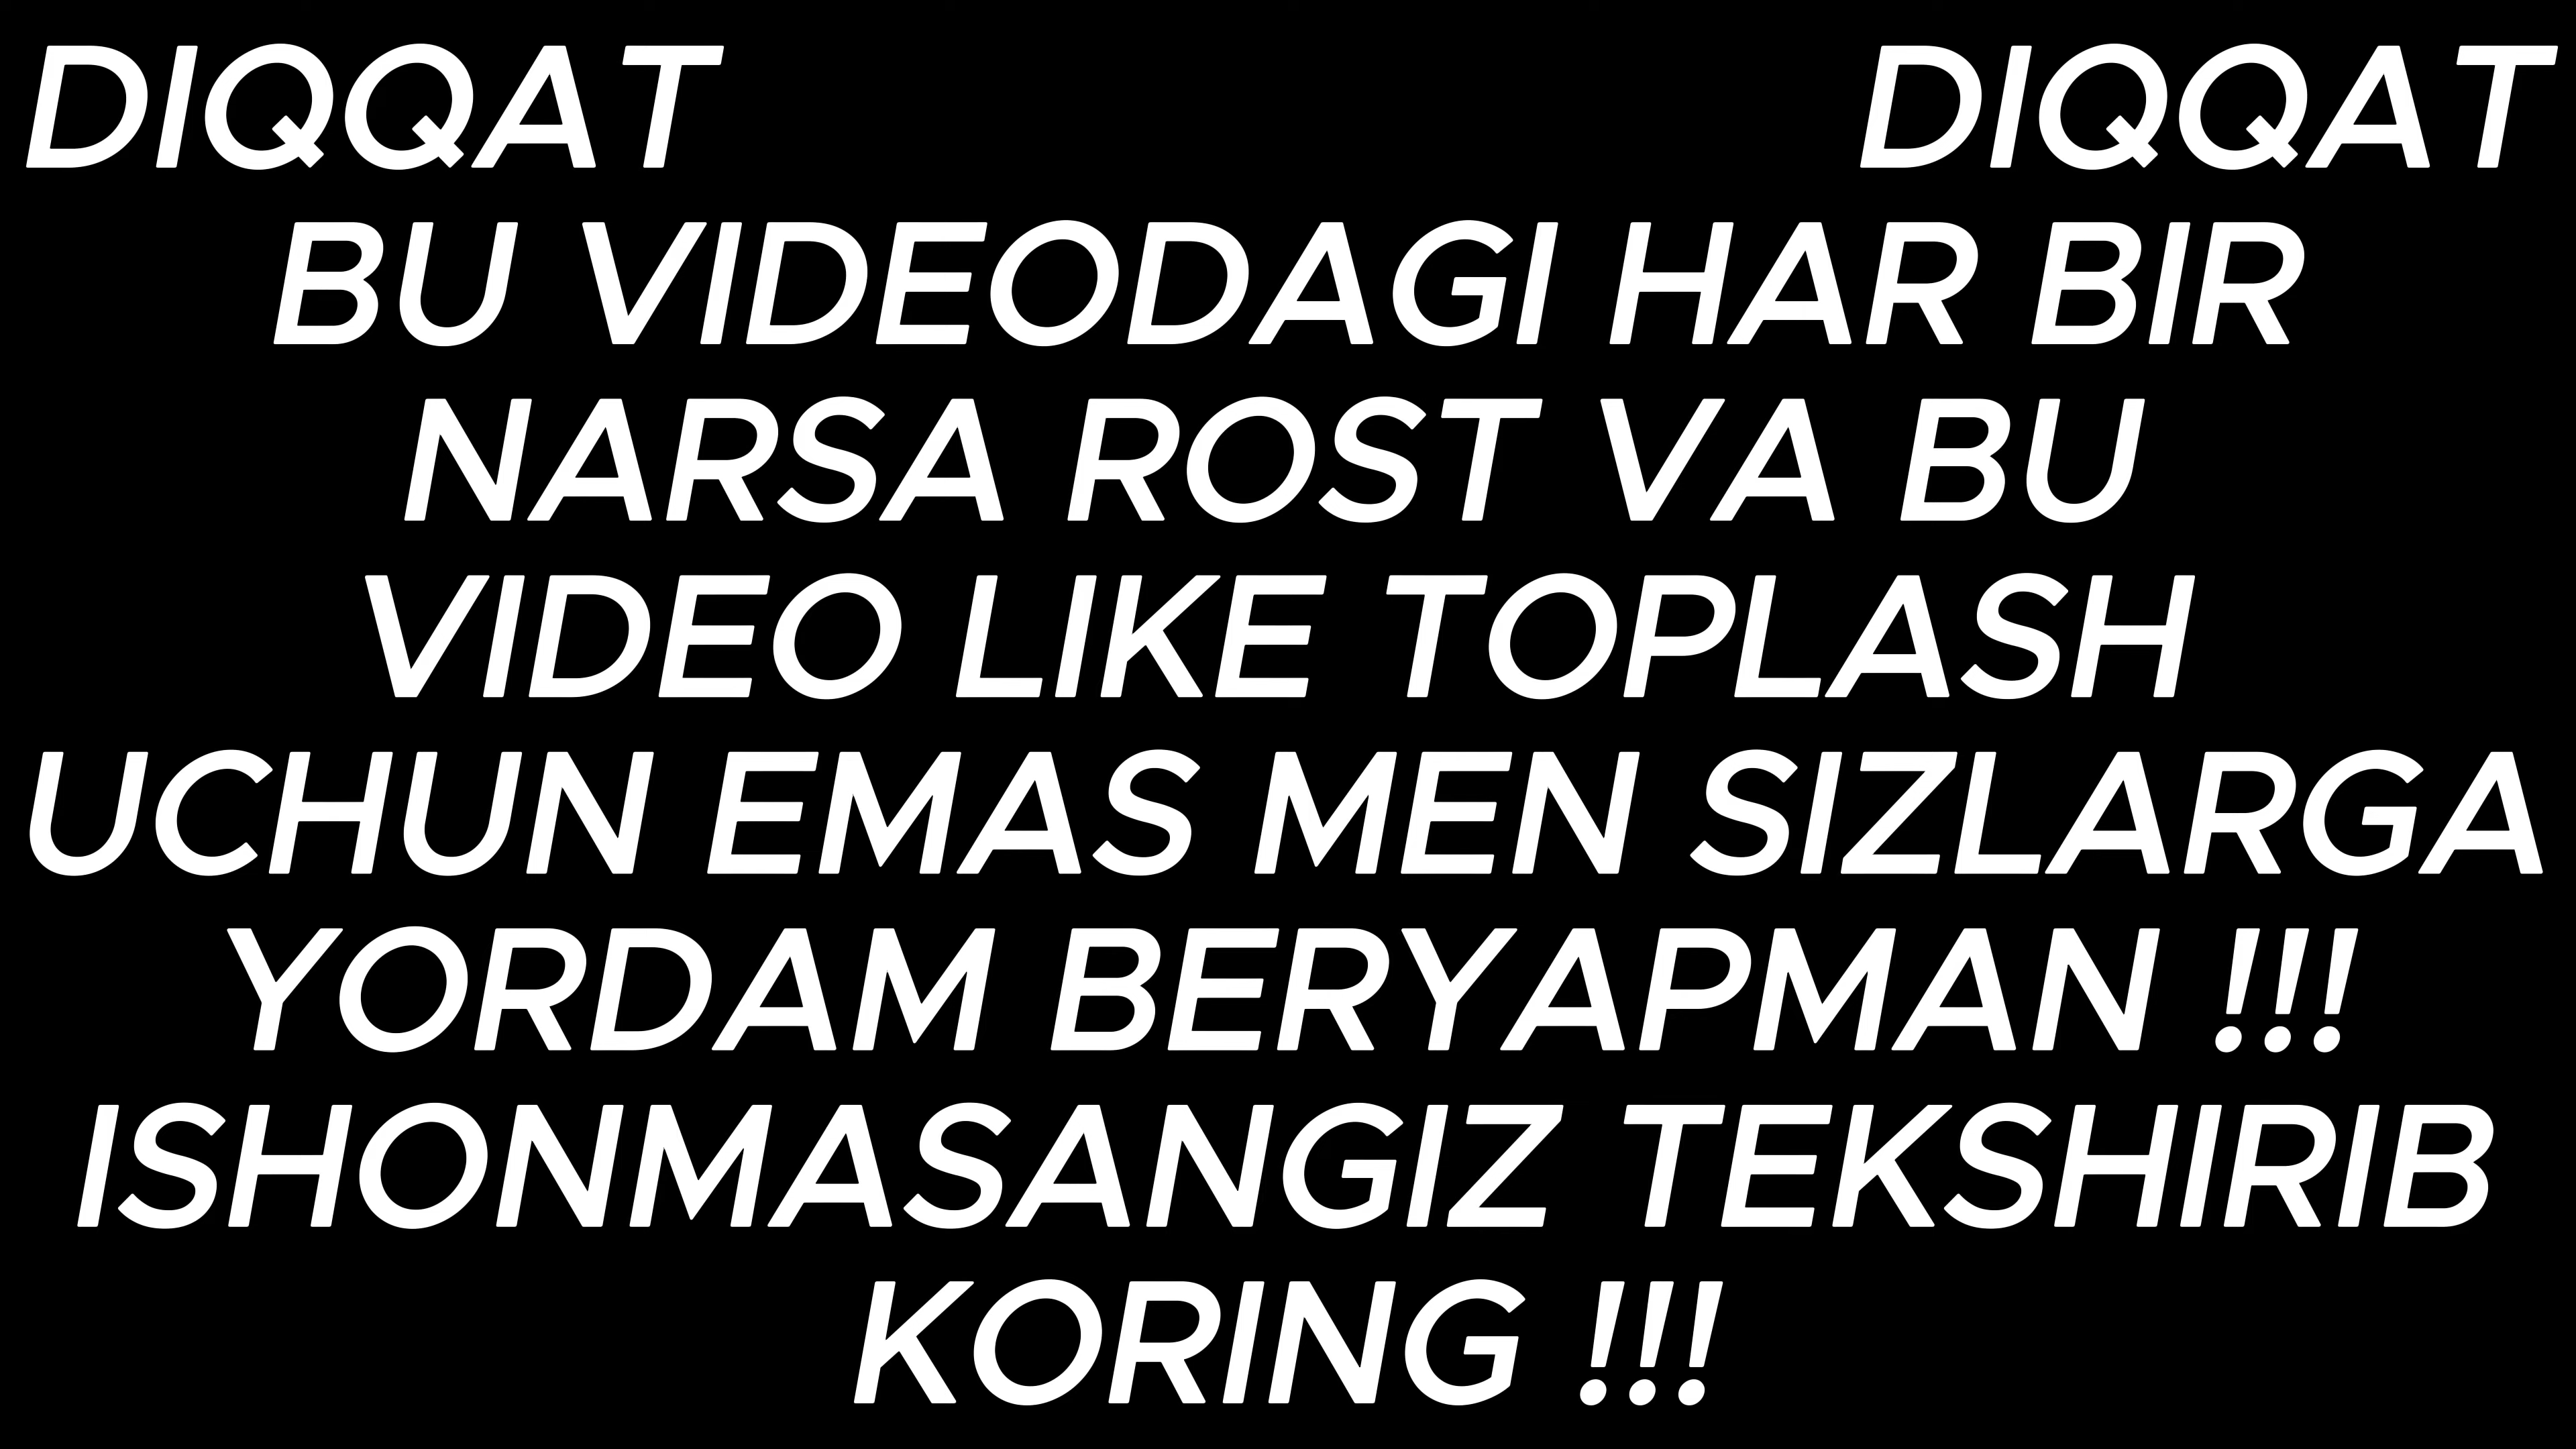 DIQQAT DIQQAT
BU VIDEODAGI HAR BIR
NARSA ROST VA BU
VIDEO LIKE TOPLASH
UCHUN EMAS MEN SIZLARGA
YORDAM BERYAPMAN !!!
ISHONMASANGIZ TEKSHIRIB
KORING !!!